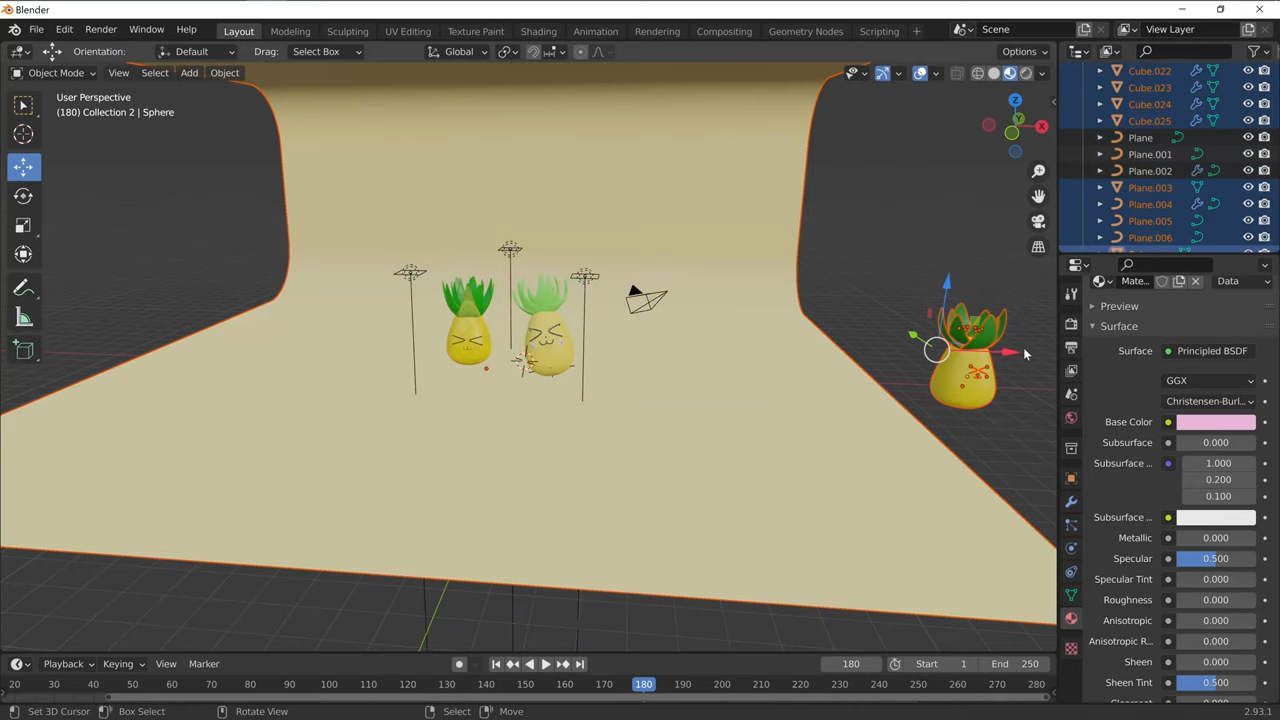 Blender
File Edit Render Window Help Layout Modeling Sculpting UV Editing Texture Paint Shading Animation Rendering Compositing Geometry Nodes Scripting + Scene View Layer
Orientation: Default Drag: Select Box Global Options
Object Mode View Select Add Object
User Perspective
(180) Collection 2 | Sphere
Z
Y
X
Cube.022
Cube.023
Cube.024
Cube.025
Plane
Plane.001
Plane.002
Plane.003
Plane.004
Plane.005
Plane.006
Mate... Data
Preview
Surface
Surface Principled BSDF
GGX
Christensen-Burl...
Base Color
Subsurface 0.000
Subsurface ... 1.000
0.200
0.100
Subsurface ...
Metallic 0.000
Specular 0.500
Specular Tint 0.000
Roughness 0.000
Anisotropic 0.000
Anisotropic R... 0.000
Sheen 0.000
Sheen Tint 0.500
Playback Keying View Marker 180 Start 1 End 250
20 30 40 50 60 70 80 90 100 110 120 130 140 150 160 170 180 190 200 210 220 230 240 250 260 270 280
Set 3D Cursor Box Select Rotate View Select Move 2.93.1